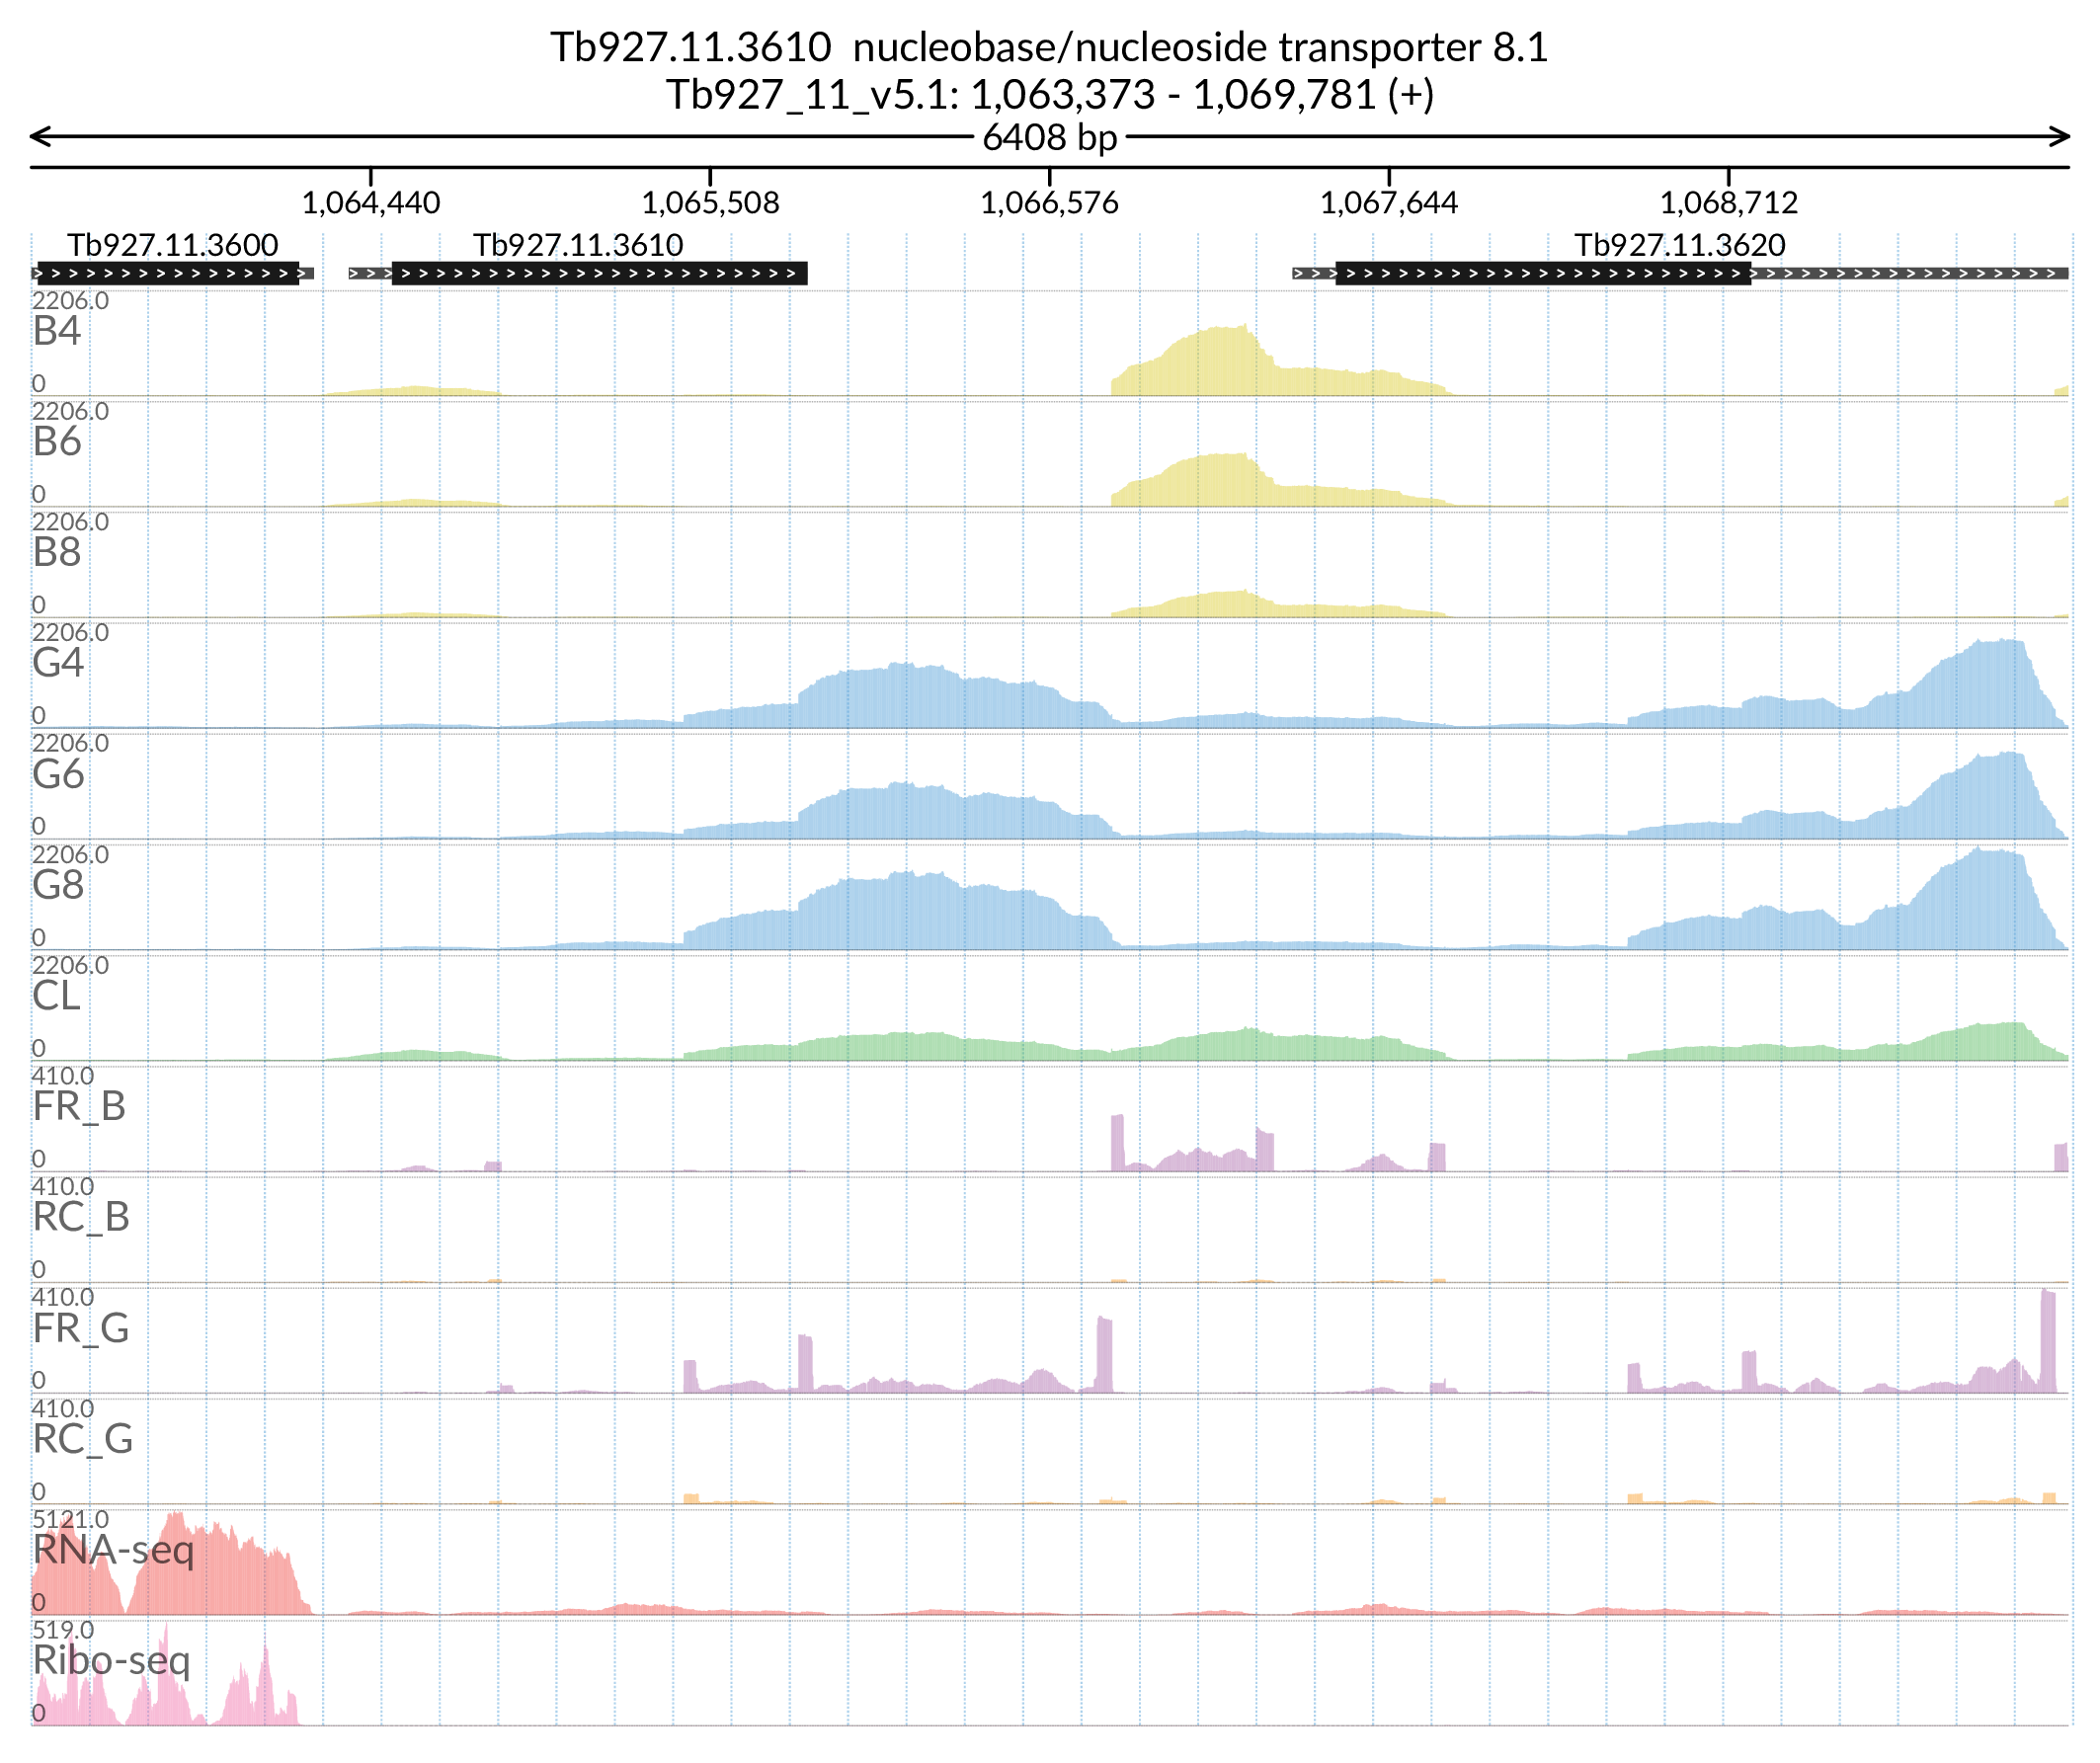 Tb927.11.3610 nucleobase/nucleoside transporter 8.1
Tb927_11_v5.1: 1,063,373 - 1,069,781 (+)
6408 bp
1,064,440 1,065,508 1,066,576 1,067,644 1,068,712
Tb927.11.3600 Tb927.11.3610 Tb927.11.3620
2206.0
B4
0
2206.0
B6
0
2206.0
B8
0
2206.0
G4
0
2206.0
G6
0
2206.0
G8
0
2206.0
CL
0
410.0
FR_B
0
410.0
RC_B
0
410.0
FR_G
0
410.0
RC_G
0
5121.0
RNA-seq
0
519.0
Ribo-seq
0